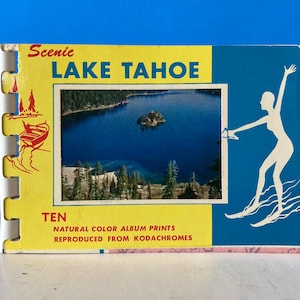 Scenic
LAKE TAHOE
TEN
NATURAL COLOR ALBUM PRINTS
REPRODUCED FROM KODACHROMES